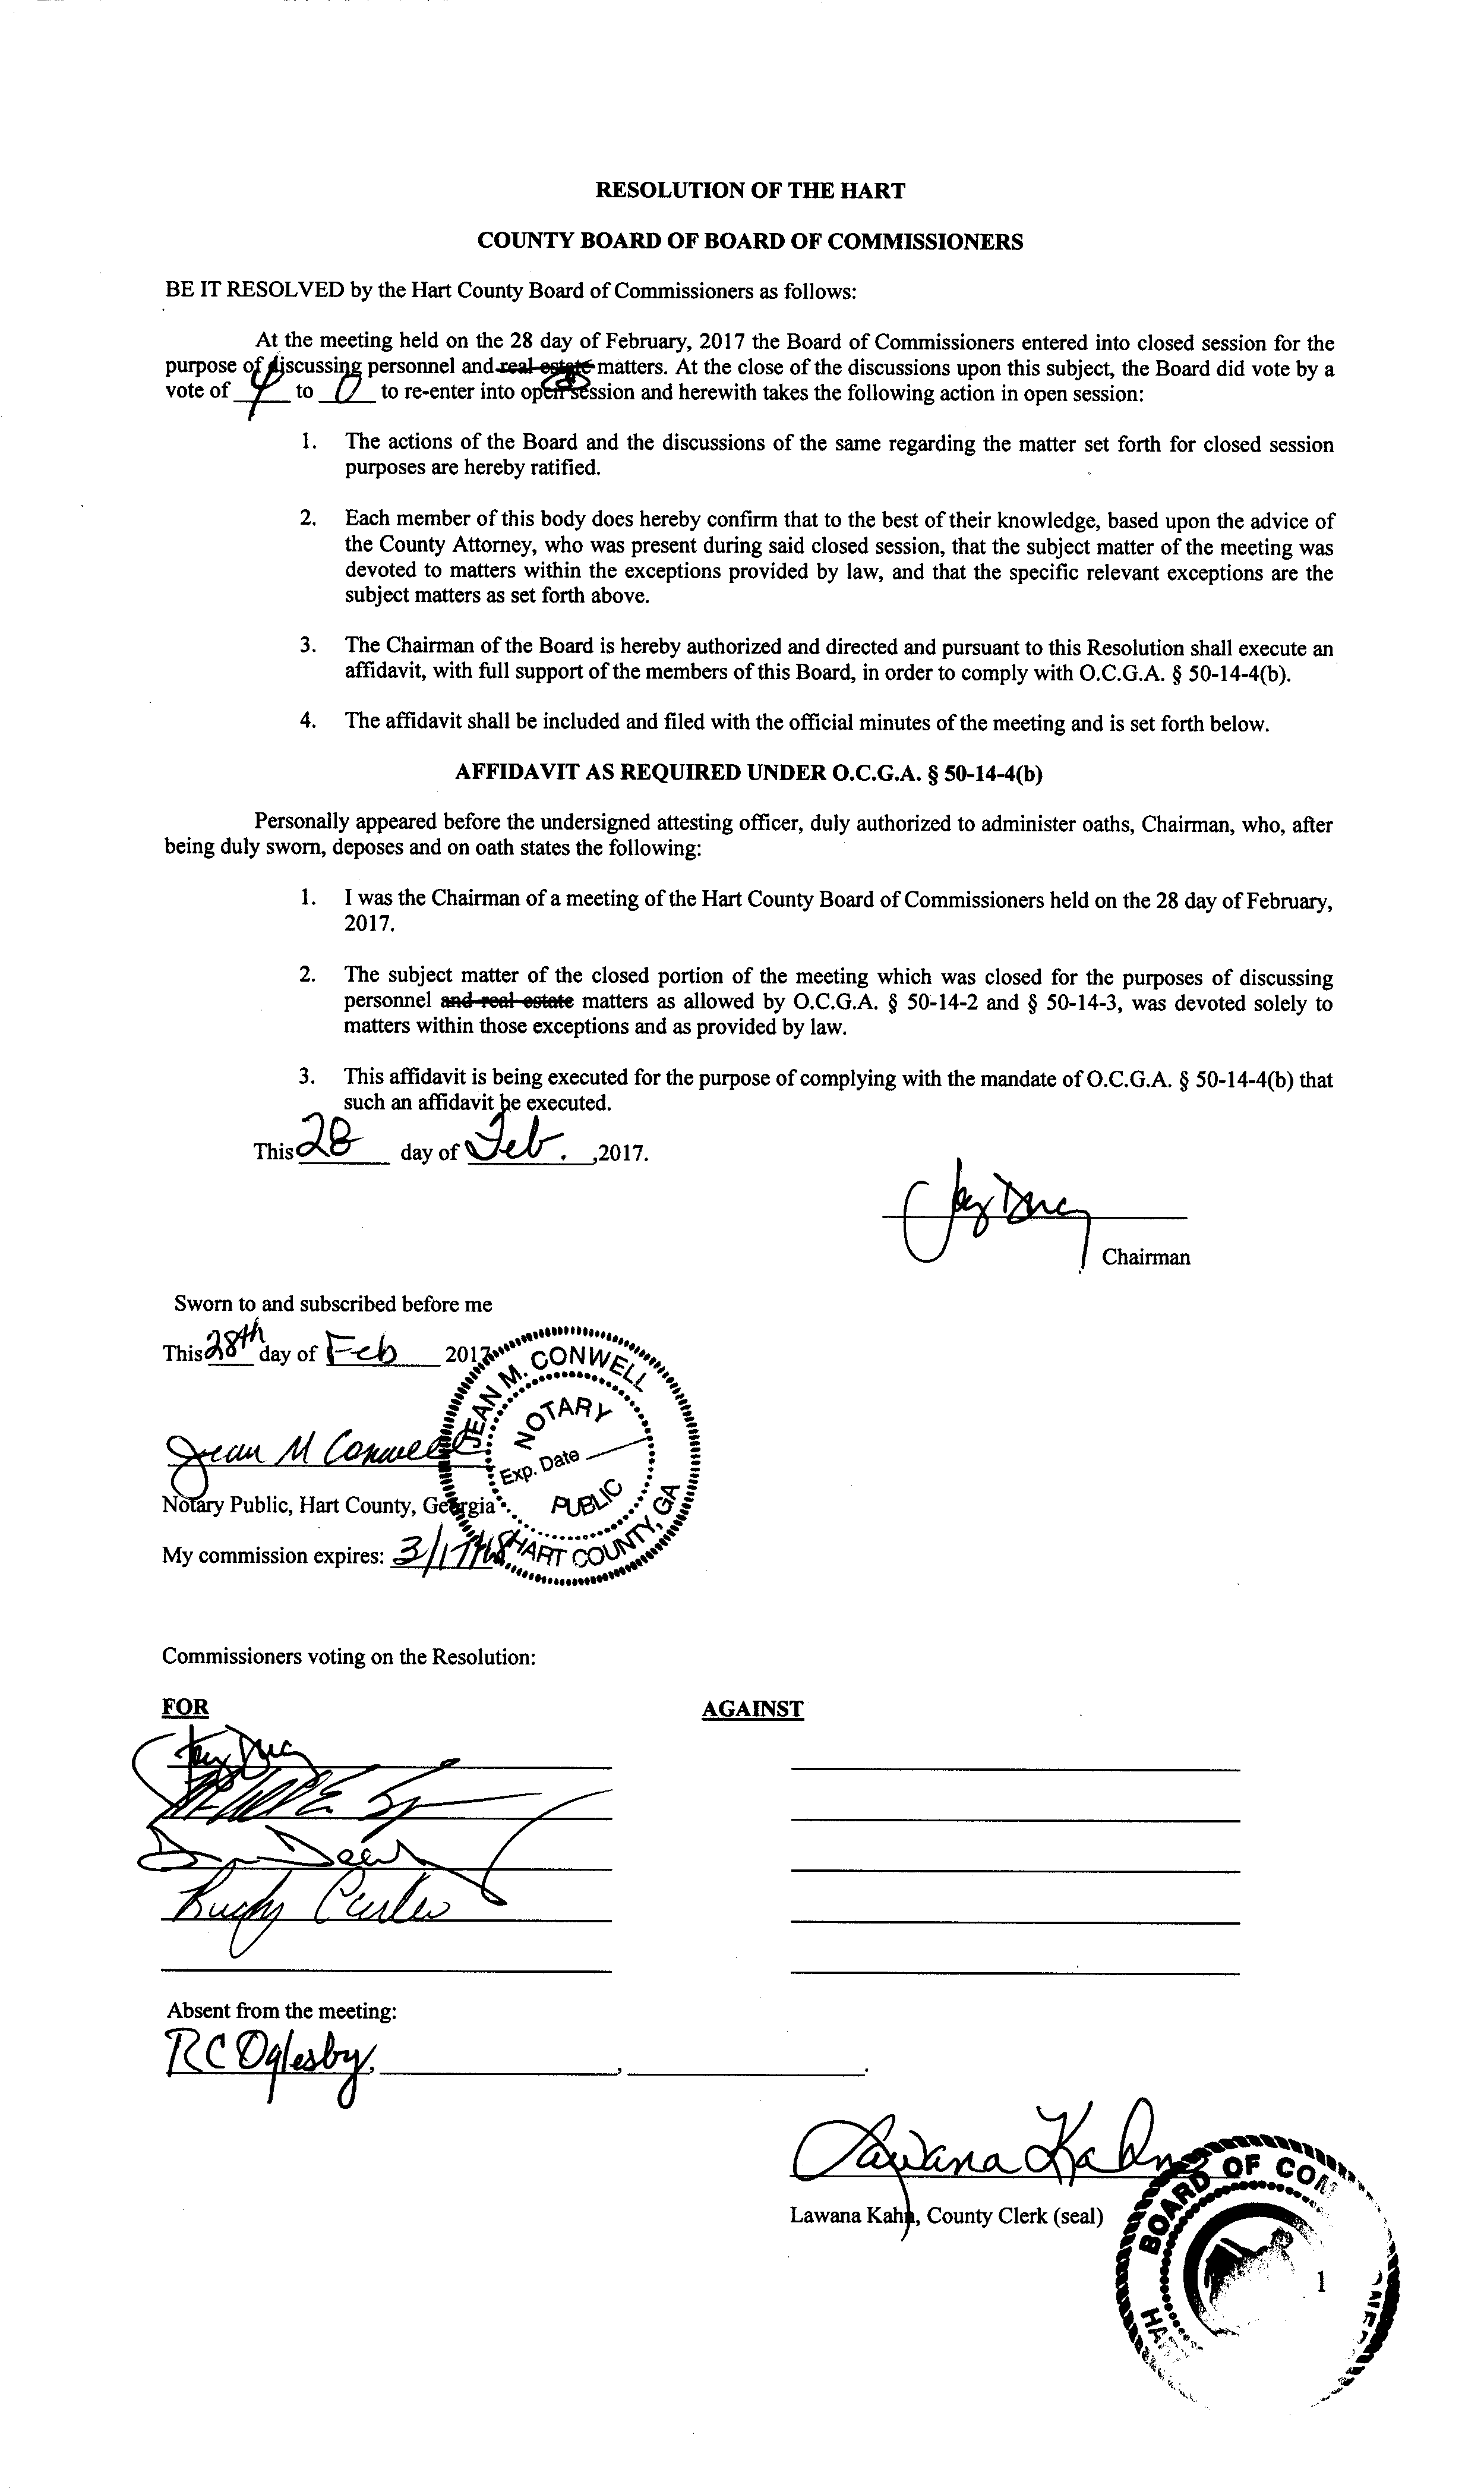 RESOLUTION OF THE HART
COUNTY BOARD OF BOARD OF COMMISSIONERS
BE IT RESOLVED by the Hart County Board of Commissioners as follows:
At the meeting held on the 28 day of February, 2017 the Board of Commissioners entered into closed session for the
purpose of discussing personnel and real estate matters. At the close of the discussions upon this subject, the Board did vote by a
vote of 4 to 0 to re-enter into open session and herewith takes the following action in open session:
1. The actions of the Board and the discussions of the same regarding the matter set forth for closed session
purposes are hereby ratified.
2. Each member of this body does hereby confirm that to the best of their knowledge, based upon the advice of
the County Attorney, who was present during said closed session, that the subject matter of the meeting was
devoted to matters within the exceptions provided by law, and that the specific relevant exceptions are the
subject matters as set forth above.
3. The Chairman of the Board is hereby authorized and directed and pursuant to this Resolution shall execute an
affidavit, with full support of the members of this Board, in order to comply with O.C.G.A. § 50-14-4(b).
4. The affidavit shall be included and filed with the official minutes of the meeting and is set forth below.
AFFIDAVIT AS REQUIRED UNDER O.C.G.A. § 50-14-4(b)
Personally appeared before the undersigned attesting officer, duly authorized to administer oaths, Chairman, who, after
being duly sworn, deposes and on oath states the following:
1. I was the Chairman of a meeting of the Hart County Board of Commissioners held on the 28 day of February,
2017.
2. The subject matter of the closed portion of the meeting which was closed for the purposes of discussing
personnel and real estate matters as allowed by O.C.G.A. § 50-14-2 and § 50-14-3, was devoted solely to
matters within those exceptions and as provided by law.
3. This affidavit is being executed for the purpose of complying with the mandate of O.C.G.A. § 50-14-4(b) that
such an affidavit be executed.
This 28 day of Feb. ,2017.
Chairman
Sworn to and subscribed before me
This 28th day of Feb 2017
JEAN M. CONWELL
NOTARY
Exp. Date
PUBLIC
HART COUNTY, GA
Jean M Conwell
Notary Public, Hart County, Georgia
My commission expires: 3/17/18
Commissioners voting on the Resolution:
FOR AGAINST
Absent from the meeting:
RC Oglesby, , .
Lawana Kahn
Lawana Kahn, County Clerk (seal)
BOARD OF COM
1